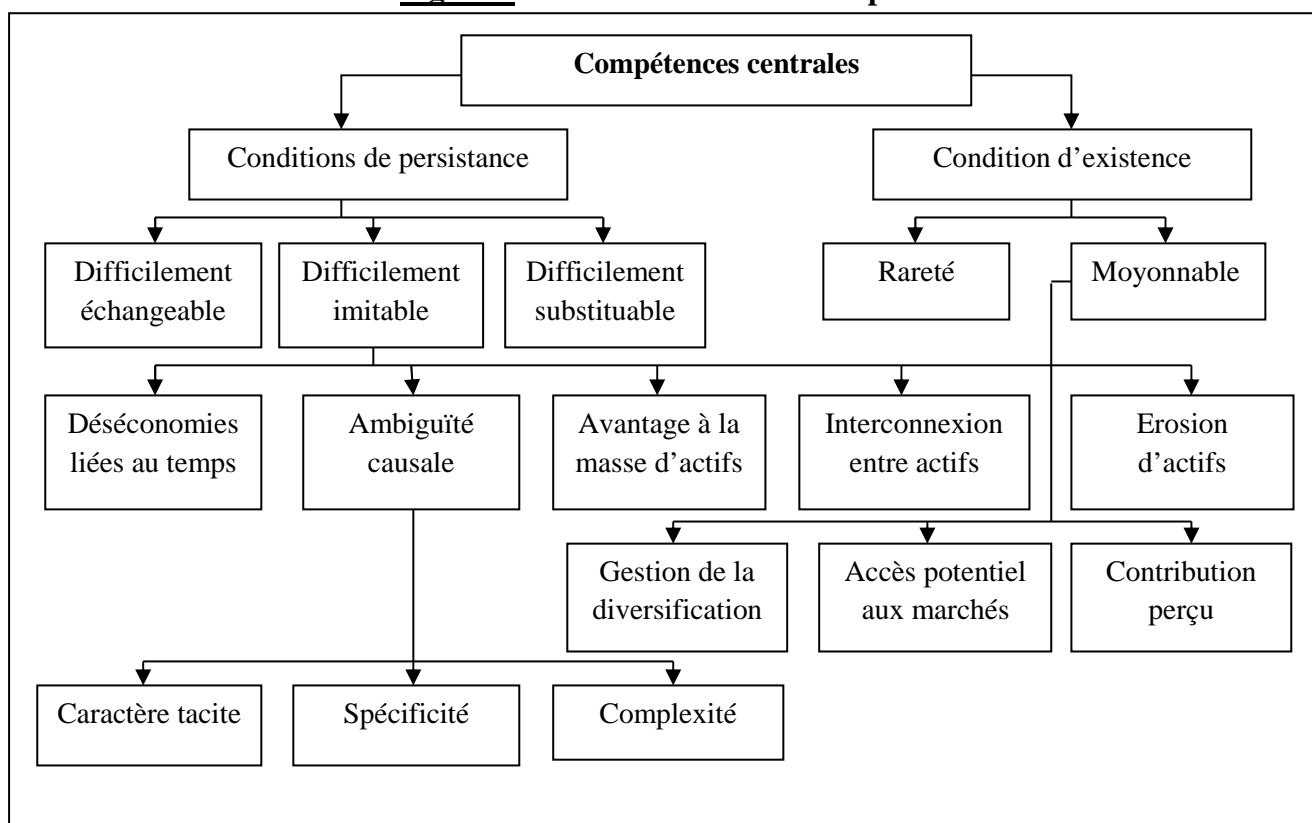 Compétences centrales
Conditions de persistance
Condition d'existence
Difficilement
échangeable
Difficilement
imitable
Difficilement
substituable
Rareté
Moyonnable
Déséconomies
liées au temps
Ambiguïté
causale
Avantage à la
masse d'actifs
Interconnexion
entre actifs
Erosion
d'actifs
Gestion de la
diversification
Accès potentiel
aux marchés
Contribution
perçu
Caractère tacite
Spécificité
Complexité